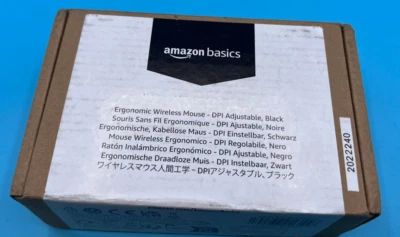 amazon basics
Ergonomic Wireless Mouse - DPI Adjustable, Black
Souris Sans Fil Ergonomique - DPI Ajustable, Noire
Ergonomische, Kabellose Maus - DPI Einstellbar, Schwarz
Mouse Wireless Ergonomico - DPI Regolabile, Nero
Ratón Inalámbrico Ergonómico - DPI Ajustable, Negro
Ergonomische Draadloze Muis - DPI Instelbaar, Zwart
ワイヤレスマウス人間工学 - DPIアジャスタブル, ブラック
2022240